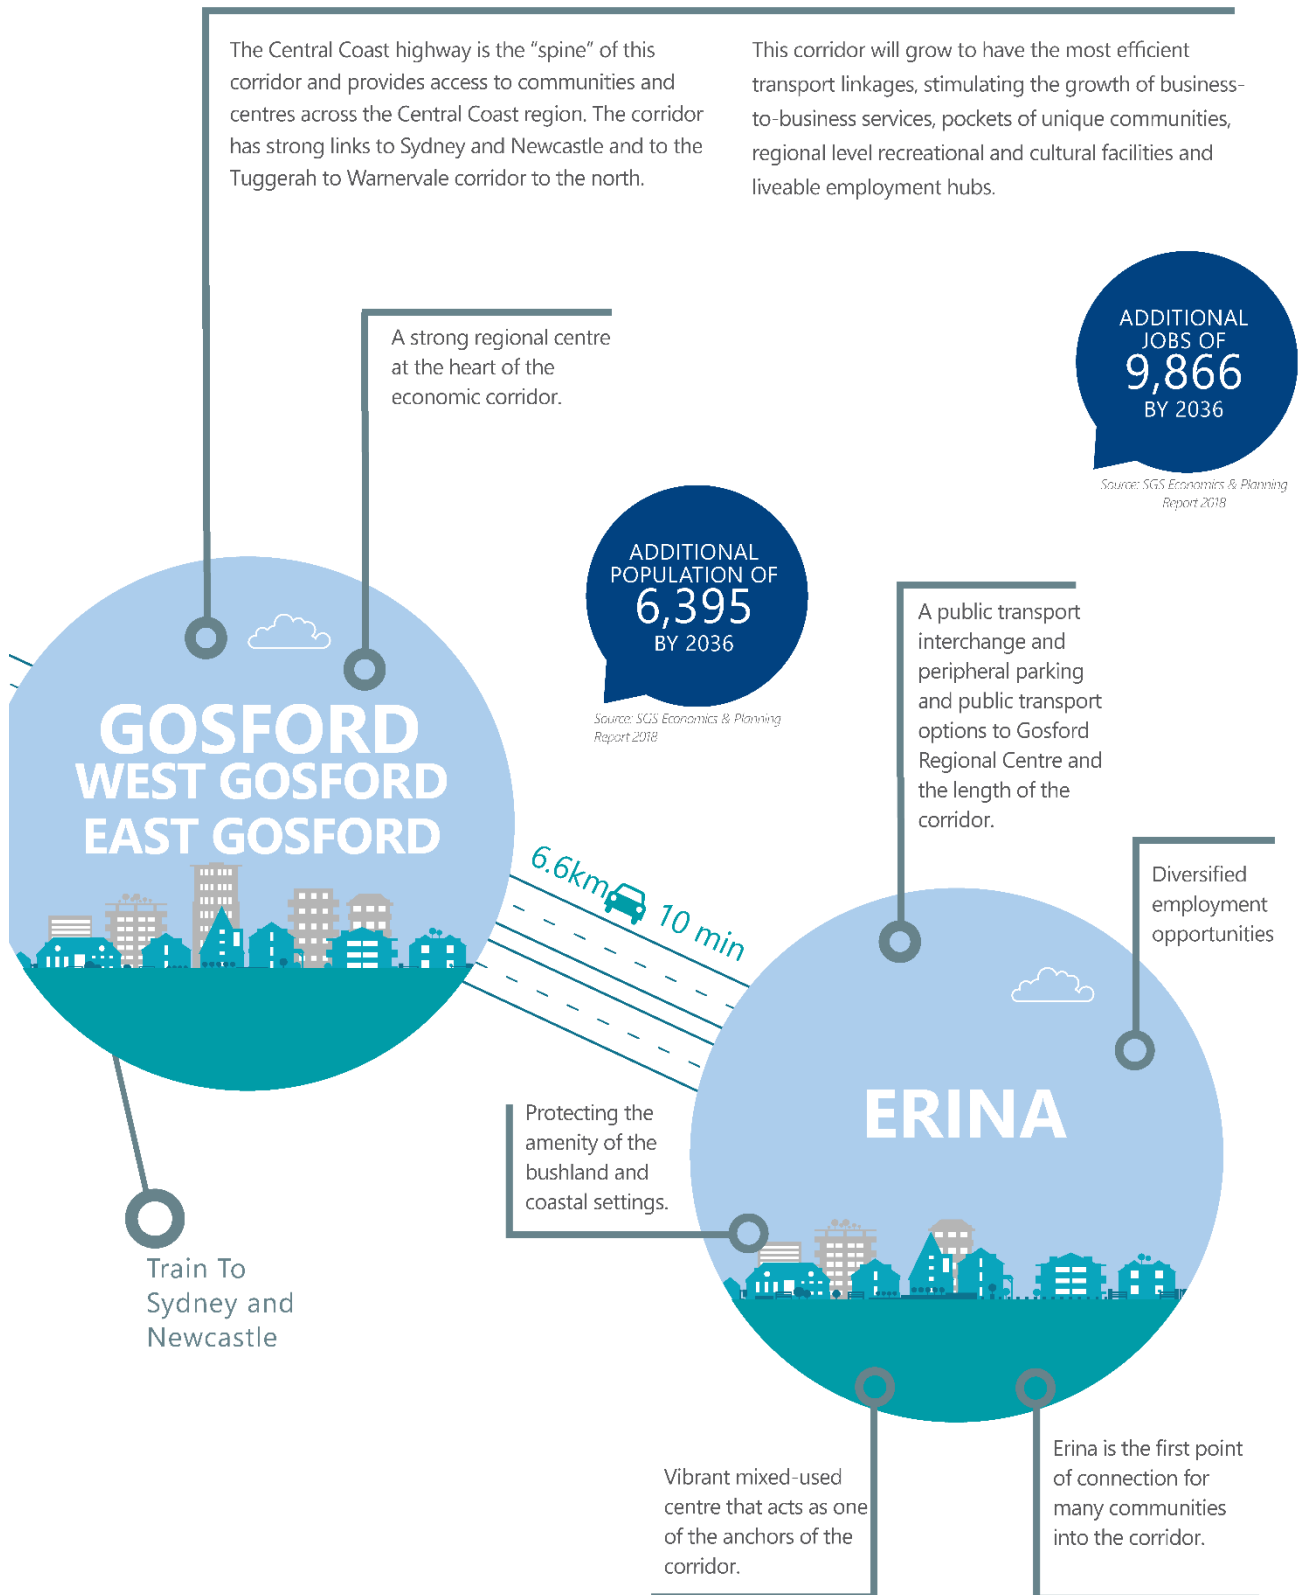 The Central Coast highway is the “spine” of this
corridor and provides access to communities and
centres across the Central Coast region. The corridor
has strong links to Sydney and Newcastle and to the
Tuggerah to Warnervale corridor to the north.
This corridor will grow to have the most efficient
transport linkages, stimulating the growth of business-
to-business services, pockets of unique communities,
regional level recreational and cultural facilities and
liveable employment hubs.
A strong regional centre
at the heart of the
economic corridor.
ADDITIONAL
JOBS OF
9,866
BY 2036
Source: SGS Economics & Planning
Report 2018
ADDITIONAL
POPULATION OF
6,395
BY 2036
Source: SGS Economics & Planning
Report 2018
A public transport
interchange and
peripheral parking
and public transport
options to Gosford
Regional Centre and
the length of the
corridor.
GOSFORD
WEST GOSFORD
EAST GOSFORD
6.6km 10 min
Diversified
employment
opportunities
ERINA
Protecting the
amenity of the
bushland and
coastal settings.
Train To
Sydney and
Newcastle
Vibrant mixed-used
centre that acts as one
of the anchors of the
corridor.
Erina is the first point
of connection for
many communities
into the corridor.